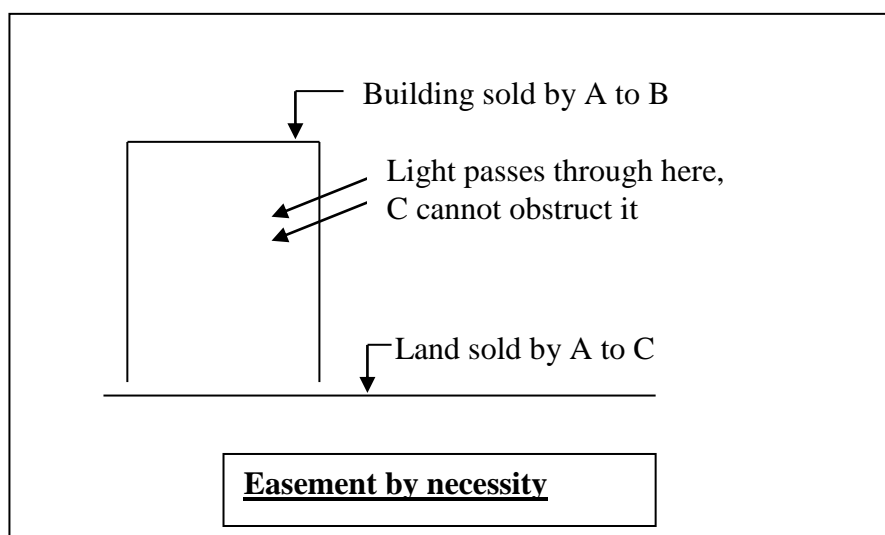 Building sold by A to B
Light passes through here,
C cannot obstruct it
Land sold by A to C
Easement by necessity